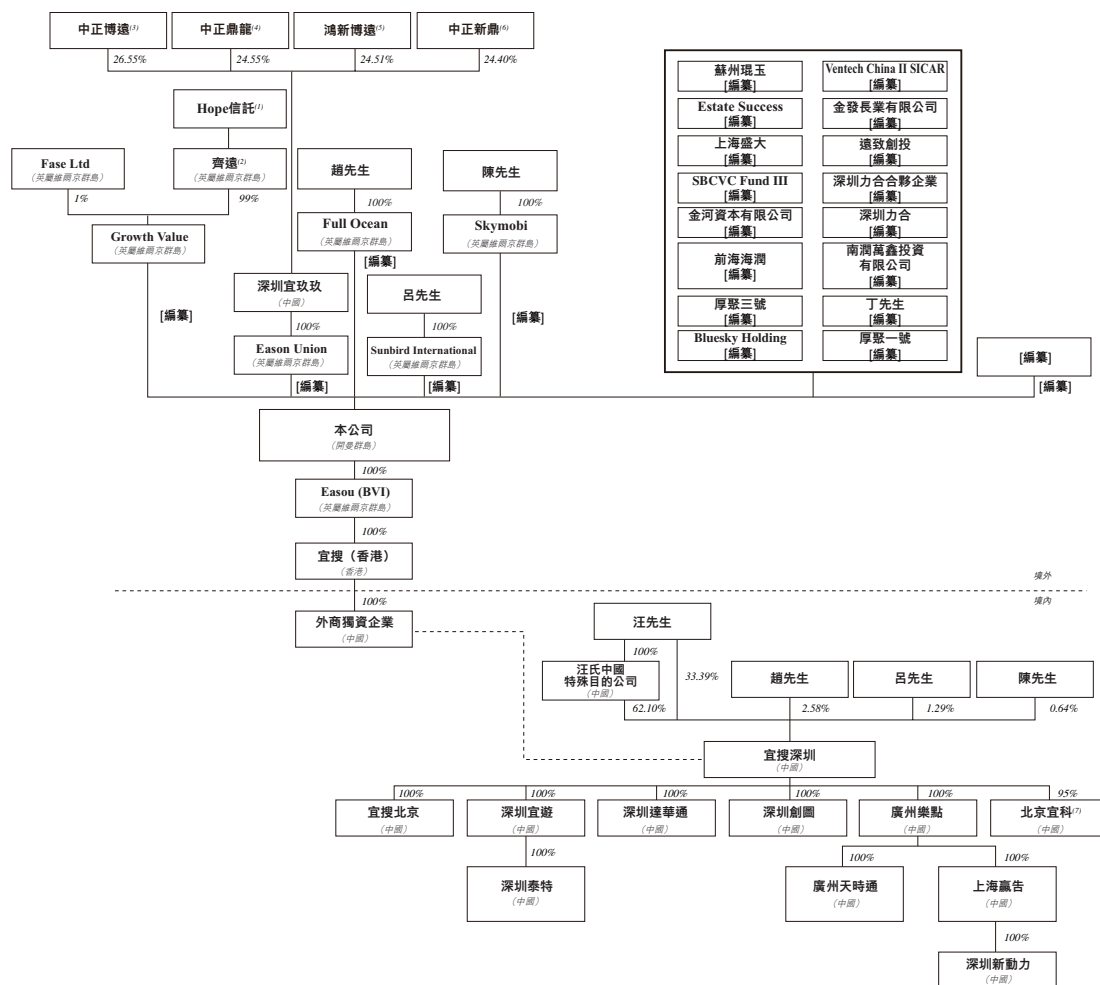 中正博遠(3)
中正鼎龍(4)
鴻新博遠(5)
中正新鼎(6)
26.55%
24.55%
24.51%
24.40%
Hope信託(1)
Fase Ltd
(英屬維爾京群島)
齊遠(2)
(英屬維爾京群島)
趙先生
陳先生
1%
99%
100%
100%
Growth Value
(英屬維爾京群島)
Full Ocean
(英屬維爾京群島)
Skymobi
(英屬維爾京群島)
[編纂]
深圳宜玖玖
(中國)
呂先生
[編纂]
[編纂]
100%
100%
Eason Union
(英屬維爾京群島)
Sunbird International
(英屬維爾京群島)
[編纂]
[編纂]
蘇州琨玉
[編纂]
Ventech China II SICAR
[編纂]
Estate Success
[編纂]
金發長業有限公司
[編纂]
上海盛大
[編纂]
遠致創投
[編纂]
SBCVC Fund III
[編纂]
深圳力合合夥企業
[編纂]
金河資本有限公司
[編纂]
深圳力合
[編纂]
前海海潤
[編纂]
南潤萬鑫投資
有限公司
[編纂]
厚聚三號
[編纂]
丁先生
[編纂]
Bluesky Holding
[編纂]
厚聚一號
[編纂]
[編纂]
[編纂]
本公司
(開曼群島)
100%
Easou (BVI)
(英屬維爾京群島)
100%
宜搜（香港）
(香港)
境外
境內
100%
外商獨資企業
(中國)
汪先生
100%
33.39%
汪氏中國
特殊目的公司
(中國)
趙先生
呂先生
陳先生
62.10%
2.58%
1.29%
0.64%
宜搜深圳
(中國)
100%
100%
100%
100%
100%
95%
宜搜北京
(中國)
深圳宜遊
(中國)
深圳達華通
(中國)
深圳創圖
(中國)
廣州樂點
(中國)
北京宜科(7)
(中國)
100%
100%
100%
深圳泰特
(中國)
廣州天時通
(中國)
上海贏告
(中國)
100%
深圳新動力
(中國)